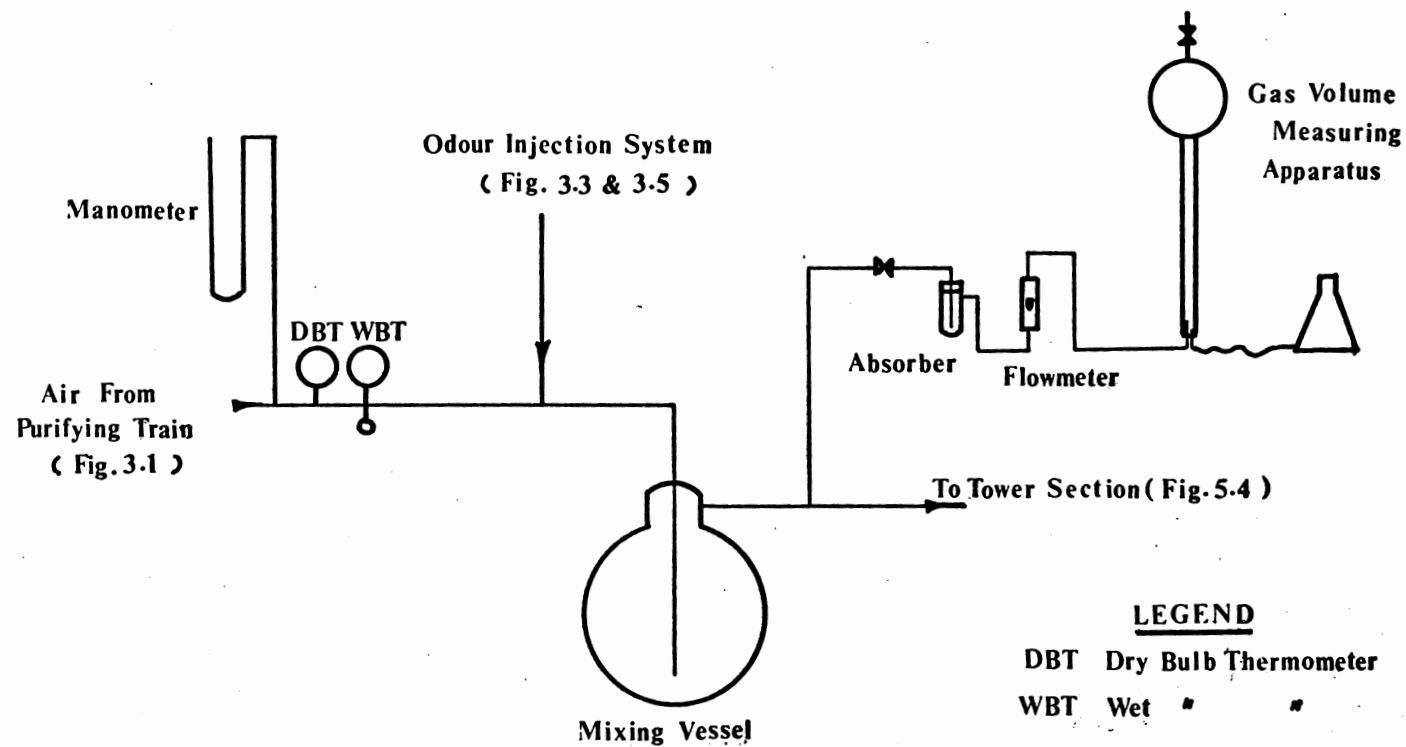 Gas Volume
Measuring
Apparatus
Odour Injection System
( Fig. 3.3 & 3.5 )
Manometer
DBT WBT
Absorber
Flowmeter
Air From
Purifying Train
( Fig. 3.1 )
To Tower Section ( Fig. 5.4 )
Mixing Vessel
LEGEND
DBT Dry Bulb Thermometer
WBT Wet " "